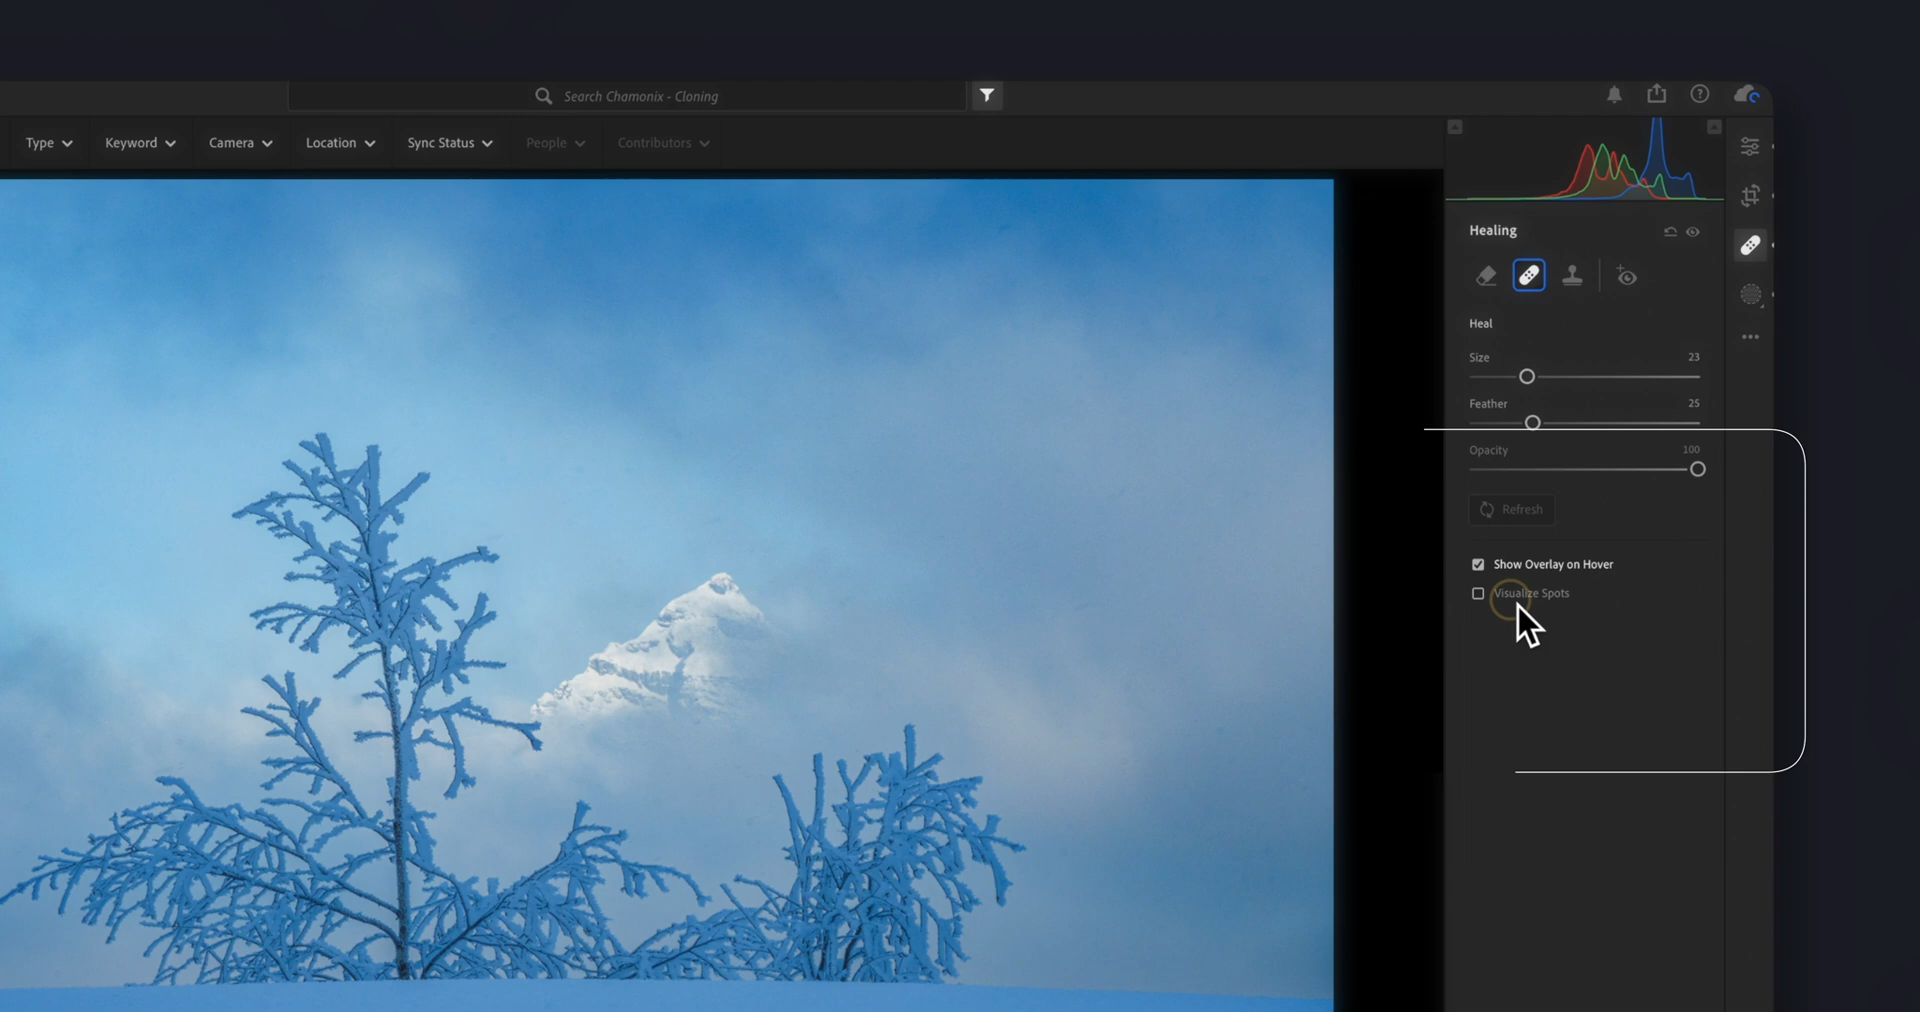 Search Chamonix - Cloning
Type
Keyword
Camera
Location
Sync Status
People
Contributors
Healing
Heal
Size
23
Feather
25
Opacity
100
Refresh
Show Overlay on Hover
Visualize Spots